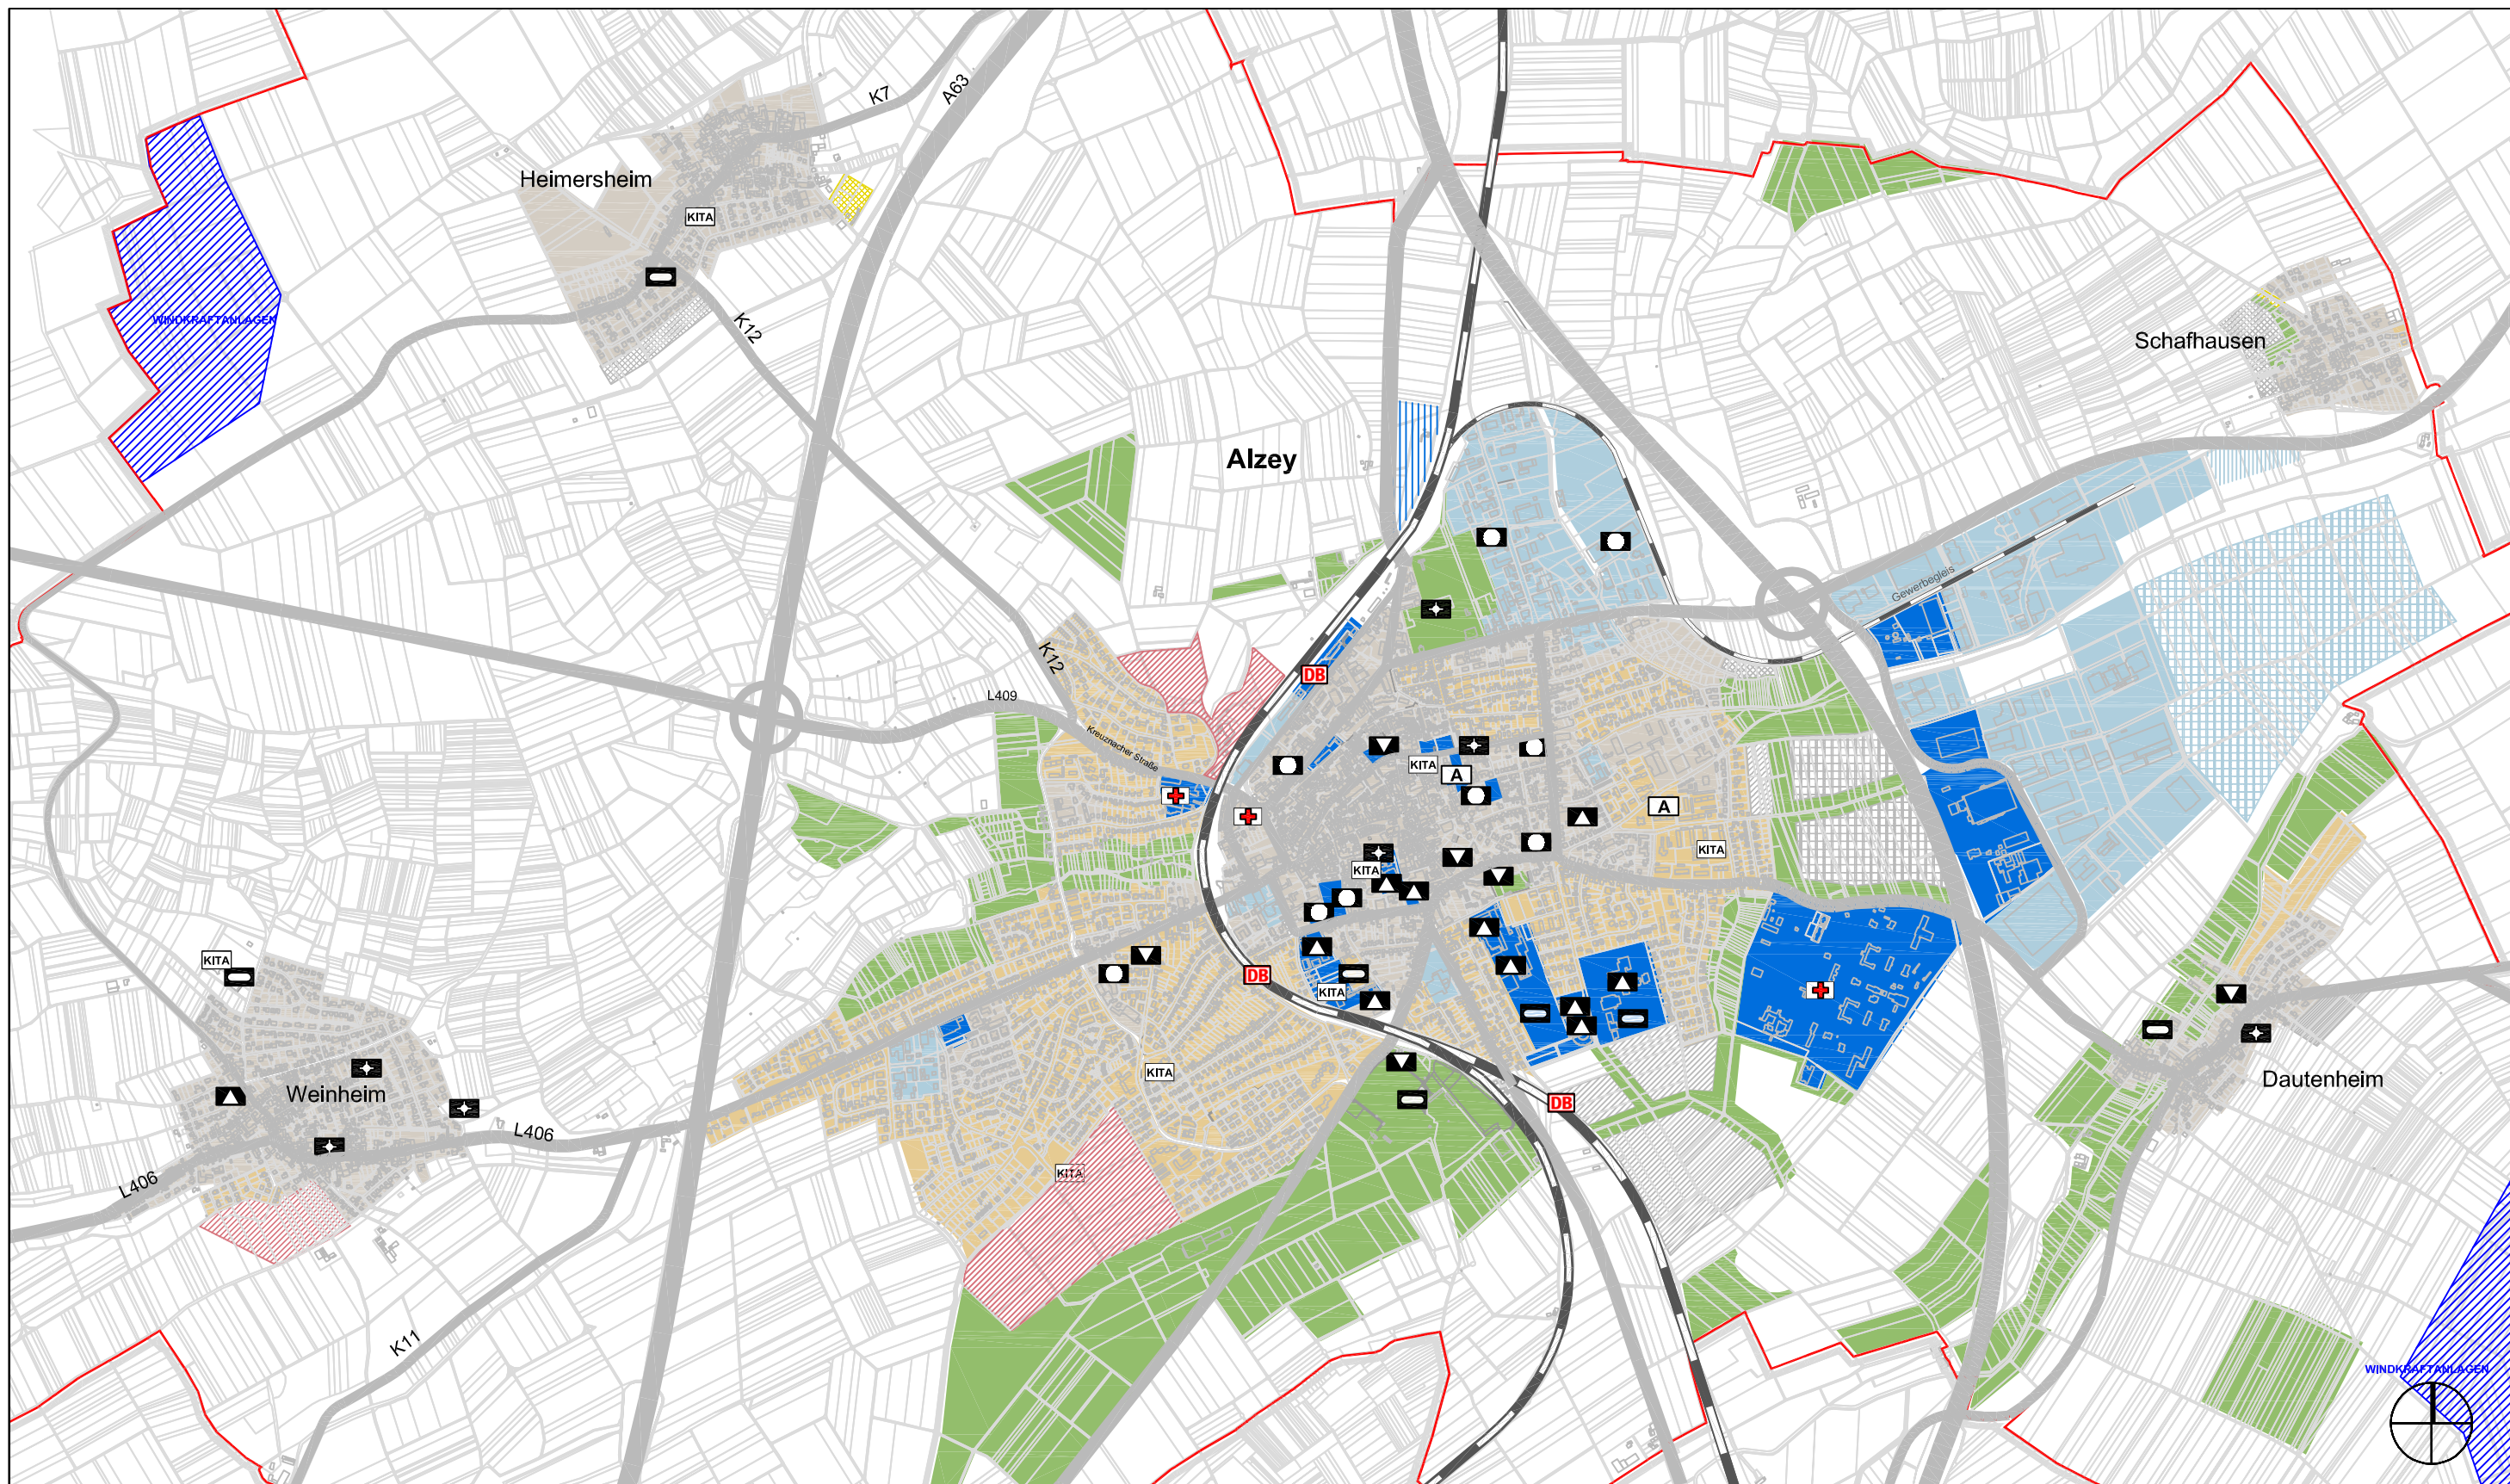 K7
A63
Heimersheim
KITA
WINDKRAFTANLAGEN
K12
Schafhausen
Alzey
Gewerbegleis
K12
DB
L409
Kreuznacher Straße
KITA
A
A
KITA
KITA
KITA
DB
KITA
KITA
Weinheim
Dautenheim
DB
L406
KITA
L406
K11
WINDKRAFTANLAGEN